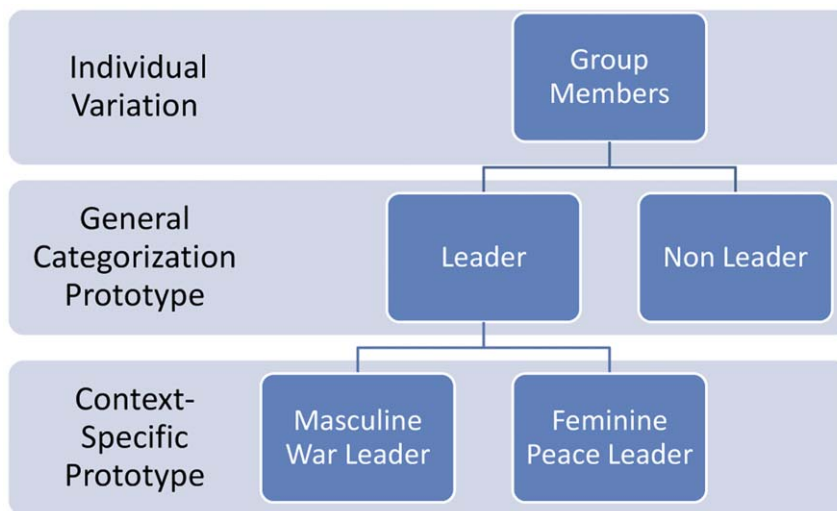 Individual
Variation
Group
Members
General
Categorization
Prototype
Leader
Non Leader
Context-
Specific
Prototype
Masculine
War Leader
Feminine
Peace Leader